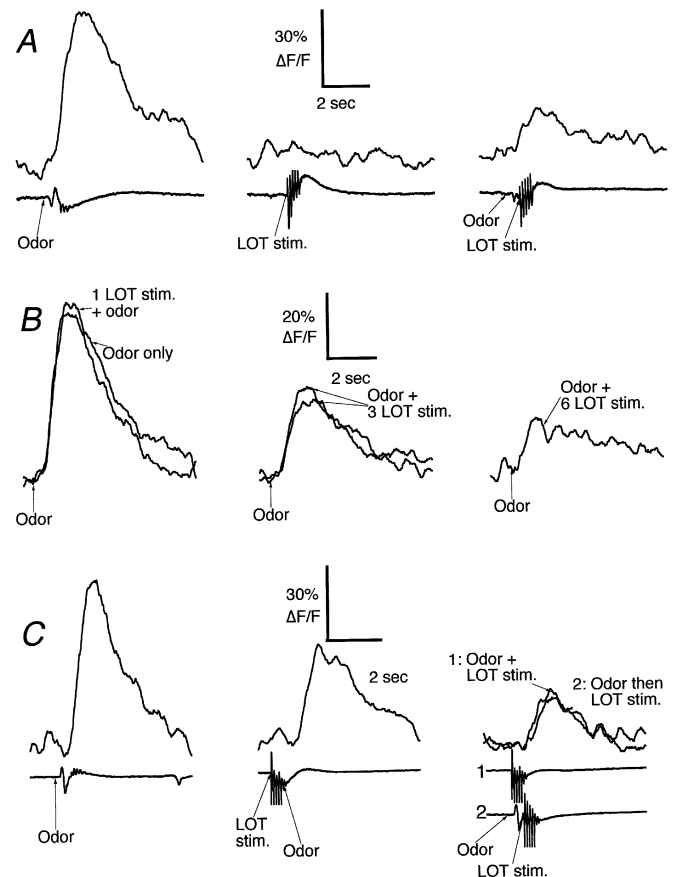 A
30%
ΔF/F
2 sec
Odor
LOT stim.
Odor
LOT stim.
B
1 LOT stim.
+ odor
Odor only
20%
ΔF/F
2 sec
Odor +
3 LOT stim.
Odor +
6 LOT stim.
Odor
Odor
Odor
C
30%
ΔF/F
2 sec
1: Odor +
LOT stim.
2: Odor then
LOT stim.
1
2
Odor
LOT
stim.
Odor
Odor
LOT stim.